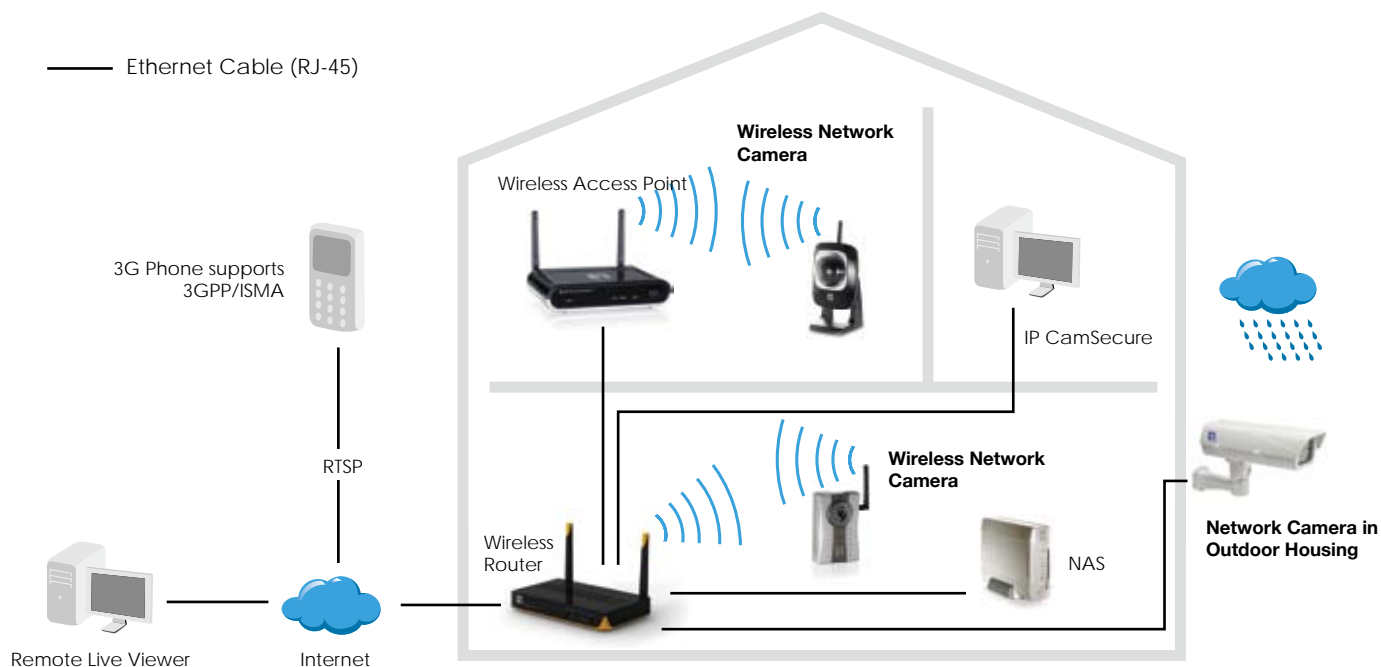 Ethernet Cable (RJ-45)
Wireless Network
Camera
Wireless Access Point
3G Phone supports
3GPP/ISMA
IP CamSecure
RTSP
Wireless Network
Camera
Wireless
Router
NAS
Network Camera in
Outdoor Housing
Remote Live Viewer
Internet